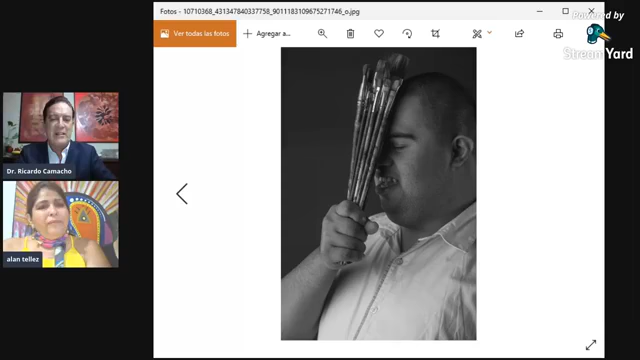 Fotos - 10710368_431347840337758_9011183109675271746_o.jpg
Powered by
StreamYard
Ver todas las fotos
Agregar a...
Dr. Ricardo Camacho
alan tellez